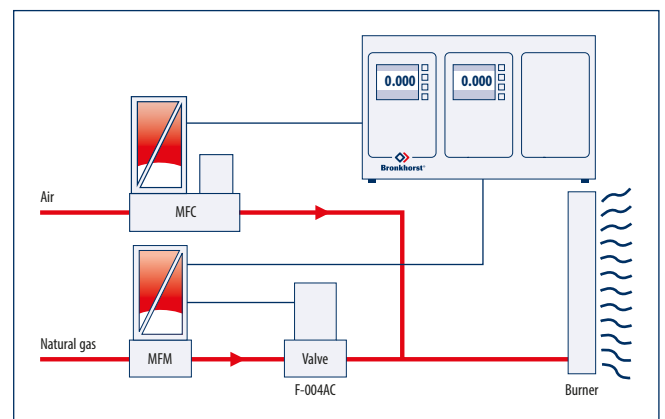 0.000
0.000
Bronkhorst®
Air
MFC
Natural gas
MFM
Valve
F-004AC
Burner